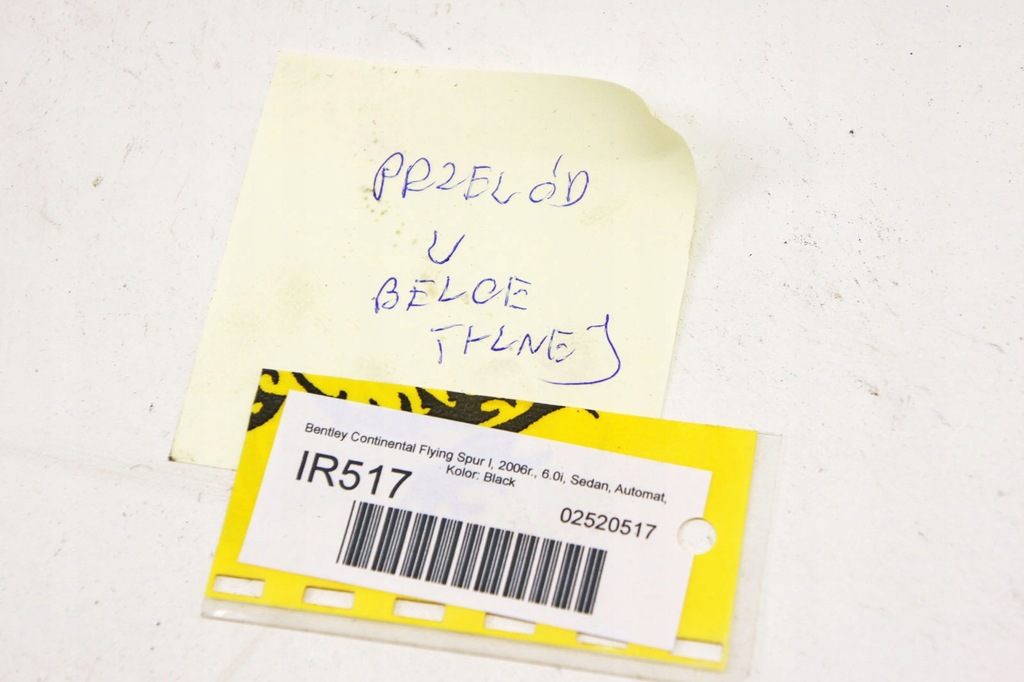 PRZEWÓD
W
BELCE
TYLNEJ
Bentley Continental Flying Spur I, 2006r., 6.0i, Sedan, Automat,
Kolor: Black
IR517
02520517